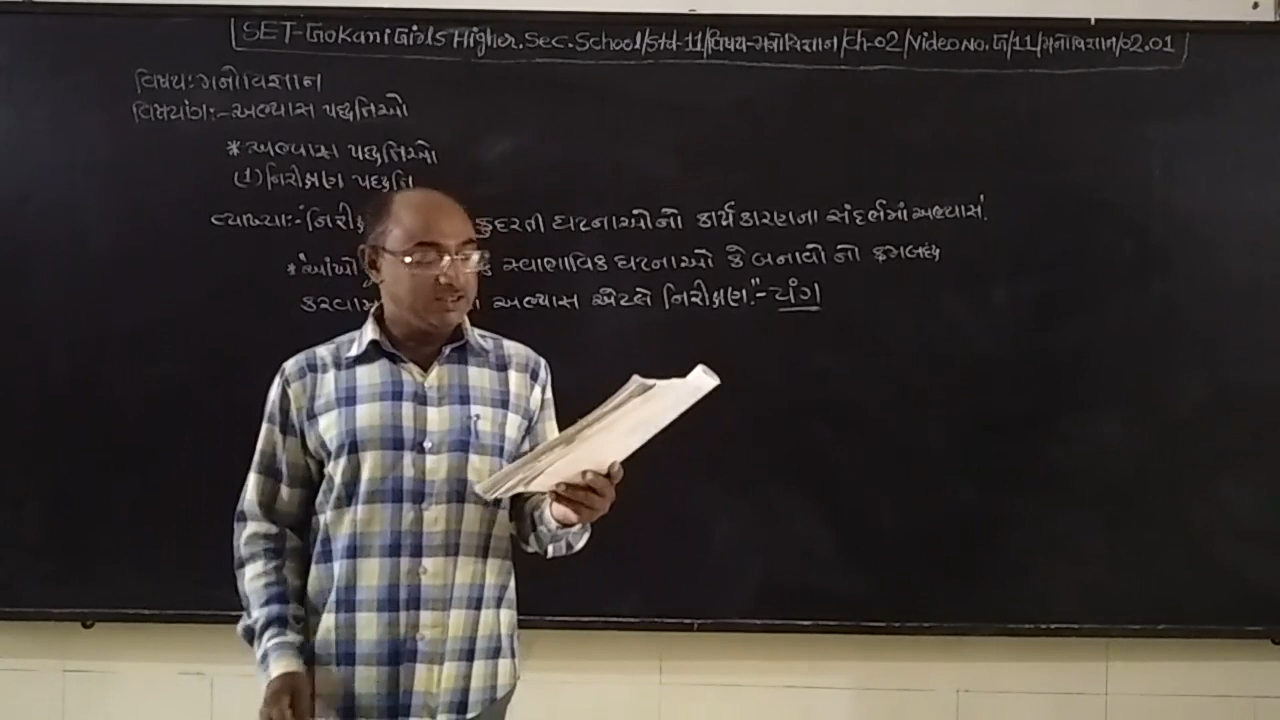 SET-GokaniGirls Higher.Sec.School/Std-11/વિષય-મનોવિજ્ઞાન/Ch-02/Video No.G/11/મનોવિજ્ઞાન/02.01
વિષય:મનોવિજ્ઞાન
વિષયાંગ:-અભ્યાસ પદ્ધતિઓ
*અભ્યાસ પદ્ધતિઓ
(1)નિરીક્ષણ પદ્ધતિ
વ્યાખ્યા:-"નિરી કુદરતી ઘટનાઓનો કાર્યકારણના સંદર્ભમાં અભ્યાસ.
*"આંખો સ્વાભાવિક ઘટનાઓ કે બનાવો નો ક્રમબદ્ધ
કરવામાં અભ્યાસ એટલે નિરીક્ષણ."-યંગ